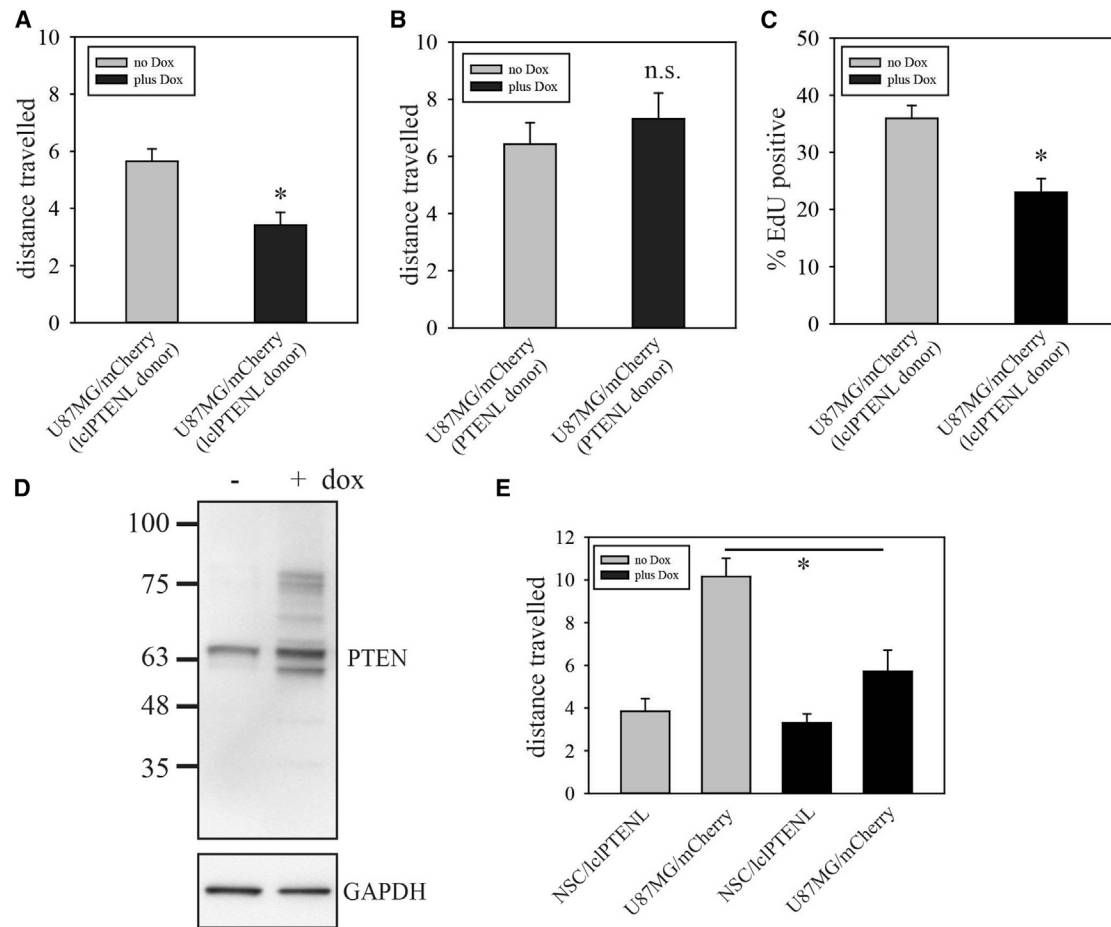 A
10
8
6
4
2
0
distance travelled
no Dox
plus Dox
*
U87MG/mCherry
(lclPTENL donor)
U87MG/mCherry
(lclPTENL donor)
B
10
8
6
4
2
0
distance travelled
no Dox
plus Dox
n.s.
U87MG/mCherry
(PTENL donor)
U87MG/mCherry
(PTENL donor)
C
50
40
30
20
10
0
% EdU positive
no Dox
plus Dox
*
U87MG/mCherry
(lclPTENL donor)
U87MG/mCherry
(lclPTENL donor)
D
- + dox
100
75
63
48
35
PTEN
GAPDH
E
12
10
8
6
4
2
0
distance travelled
no Dox
plus Dox
*
NSC/lclPTENL
U87MG/mCherry
NSC/lclPTENL
U87MG/mCherry